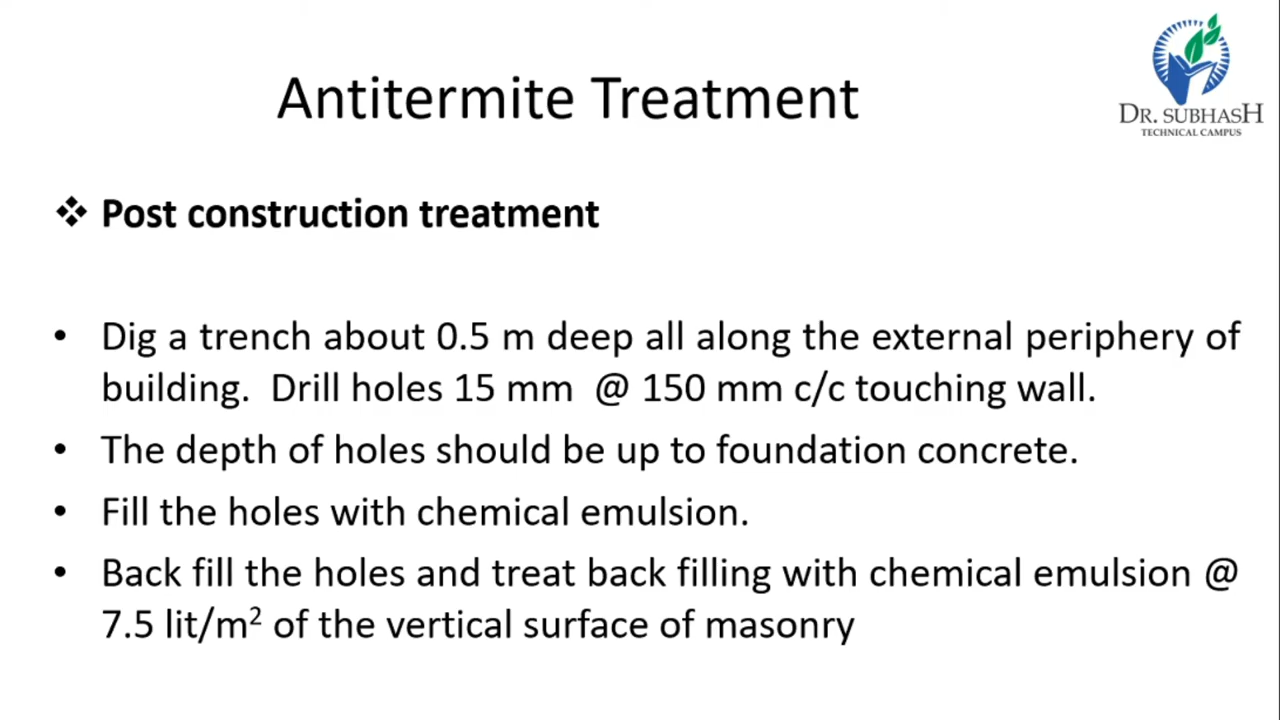 DR. SUBHASH
TECHNICAL CAMPUS
Antitermite Treatment
❖ Post construction treatment
• Dig a trench about 0.5 m deep all along the external periphery of
building. Drill holes 15 mm @ 150 mm c/c touching wall.
• The depth of holes should be up to foundation concrete.
• Fill the holes with chemical emulsion.
• Back fill the holes and treat back filling with chemical emulsion @
7.5 lit/m² of the vertical surface of masonry